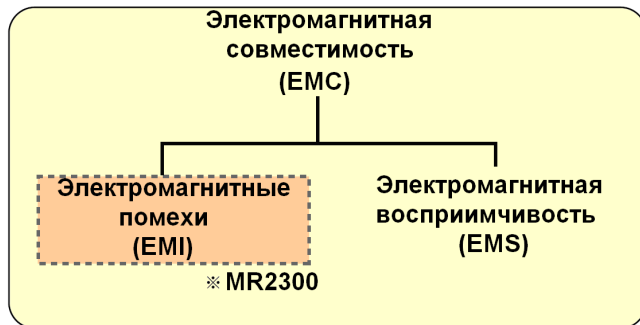 Электромагнитная
совместимость
(EMC)
Электромагнитные
помехи
(EMI)
Электромагнитная
восприимчивость
(EMS)
※ MR2300